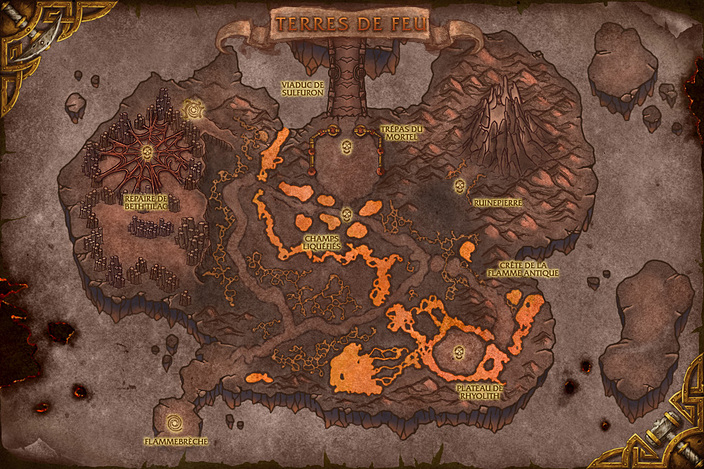 TERRES DE FEU
VIADUC DE
SULFURON
TRÉPAS DU
MORTEL
REPAIRE DE
BETH'TILAC
RUINEPIERRE
CHAMPS
LIQUÉFIÉS
CRÊTE DE LA
FLAMME ANTIQUE
PLATEAU DE
RHYOLITH
FLAMMEBRÈCHE